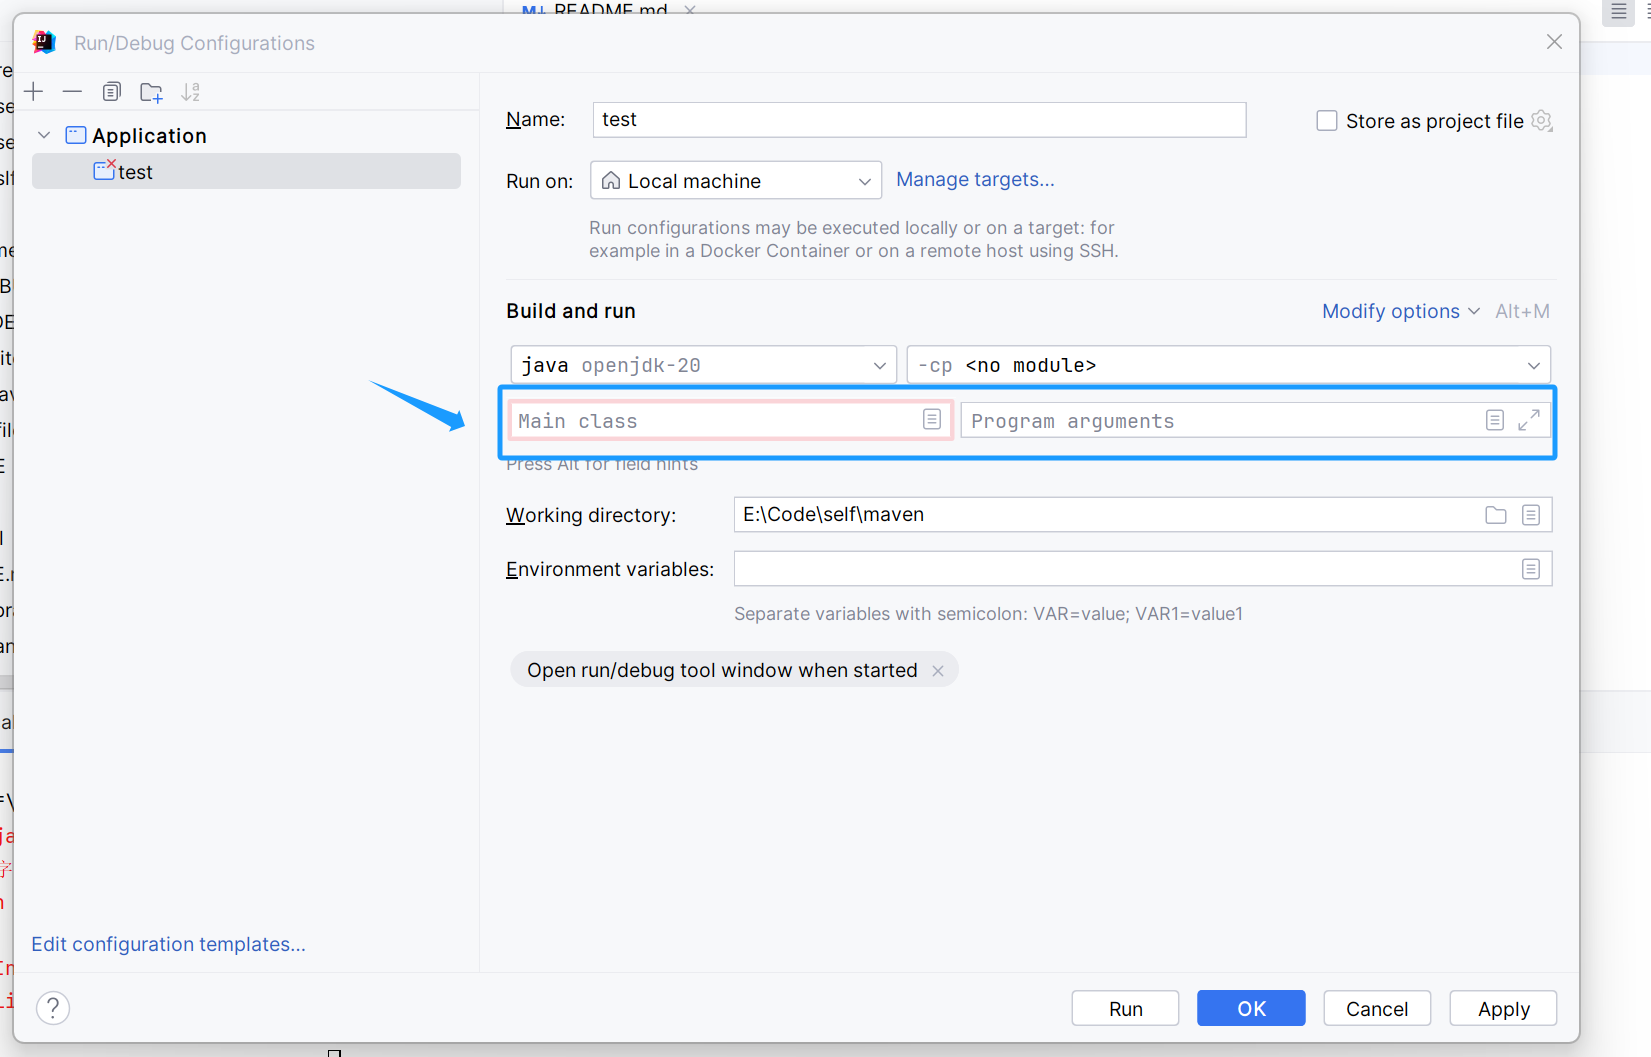 README.md
Run/Debug Configurations
Application
test
Name:
test
Store as project file
Run on:
Local machine
Manage targets...
Run configurations may be executed locally or on a target: for
example in a Docker Container or on a remote host using SSH.
Build and run
Modify options
Alt+M
java openjdk-20
-cp <no module>
Main class
Program arguments
Press Alt for field hints
Working directory:
E:\Code\self\maven
Environment variables:
Separate variables with semicolon: VAR=value; VAR1=value1
Open run/debug tool window when started
Edit configuration templates...
?
Run
OK
Cancel
Apply